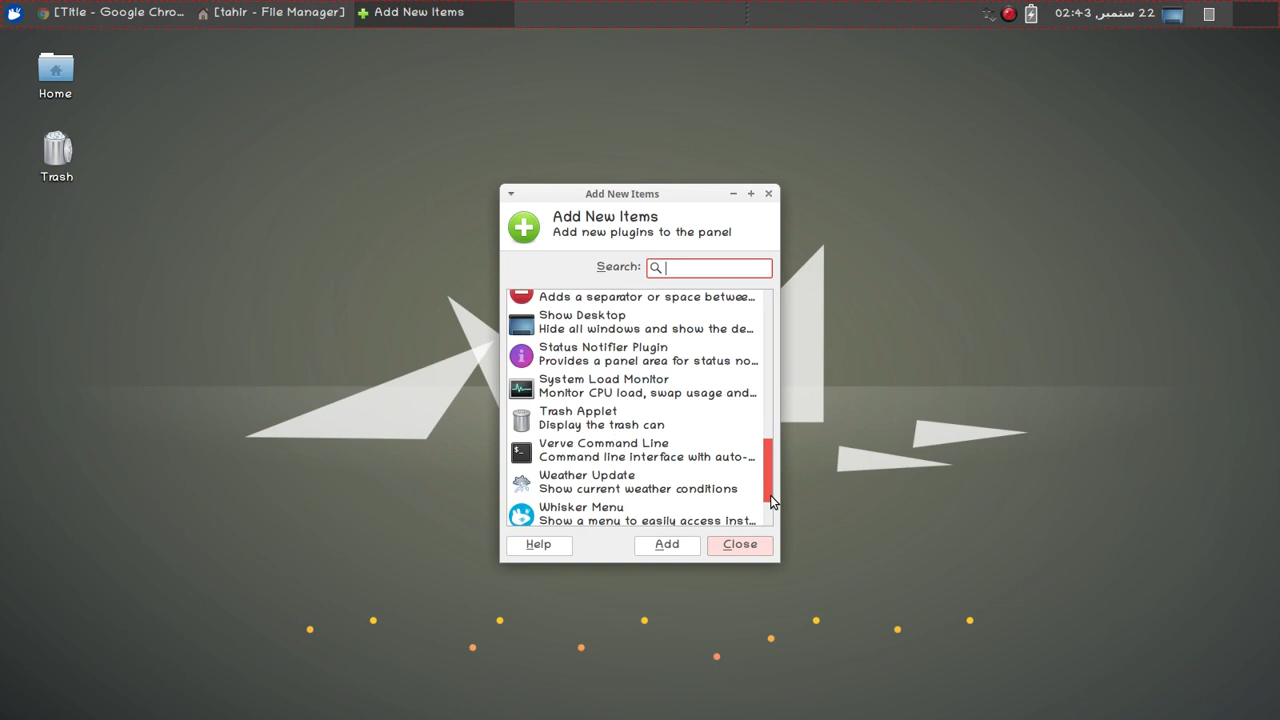 [Title - Google Chro...
[tahir - File Manager]
Add New Items
22 ستمبر, 02:43
Home
Trash
Add New Items
Add New Items
Add new plugins to the panel
Search:
Adds a separator or space betwee...
Show Desktop
Hide all windows and show the de...
Status Notifier Plugin
Provides a panel area for status no...
System Load Monitor
Monitor CPU load, swap usage and...
Trash Applet
Display the trash can
Verve Command Line
Command line interface with auto-...
Weather Update
Show current weather conditions
Whisker Menu
Show a menu to easily access inst...
Help
Add
Close